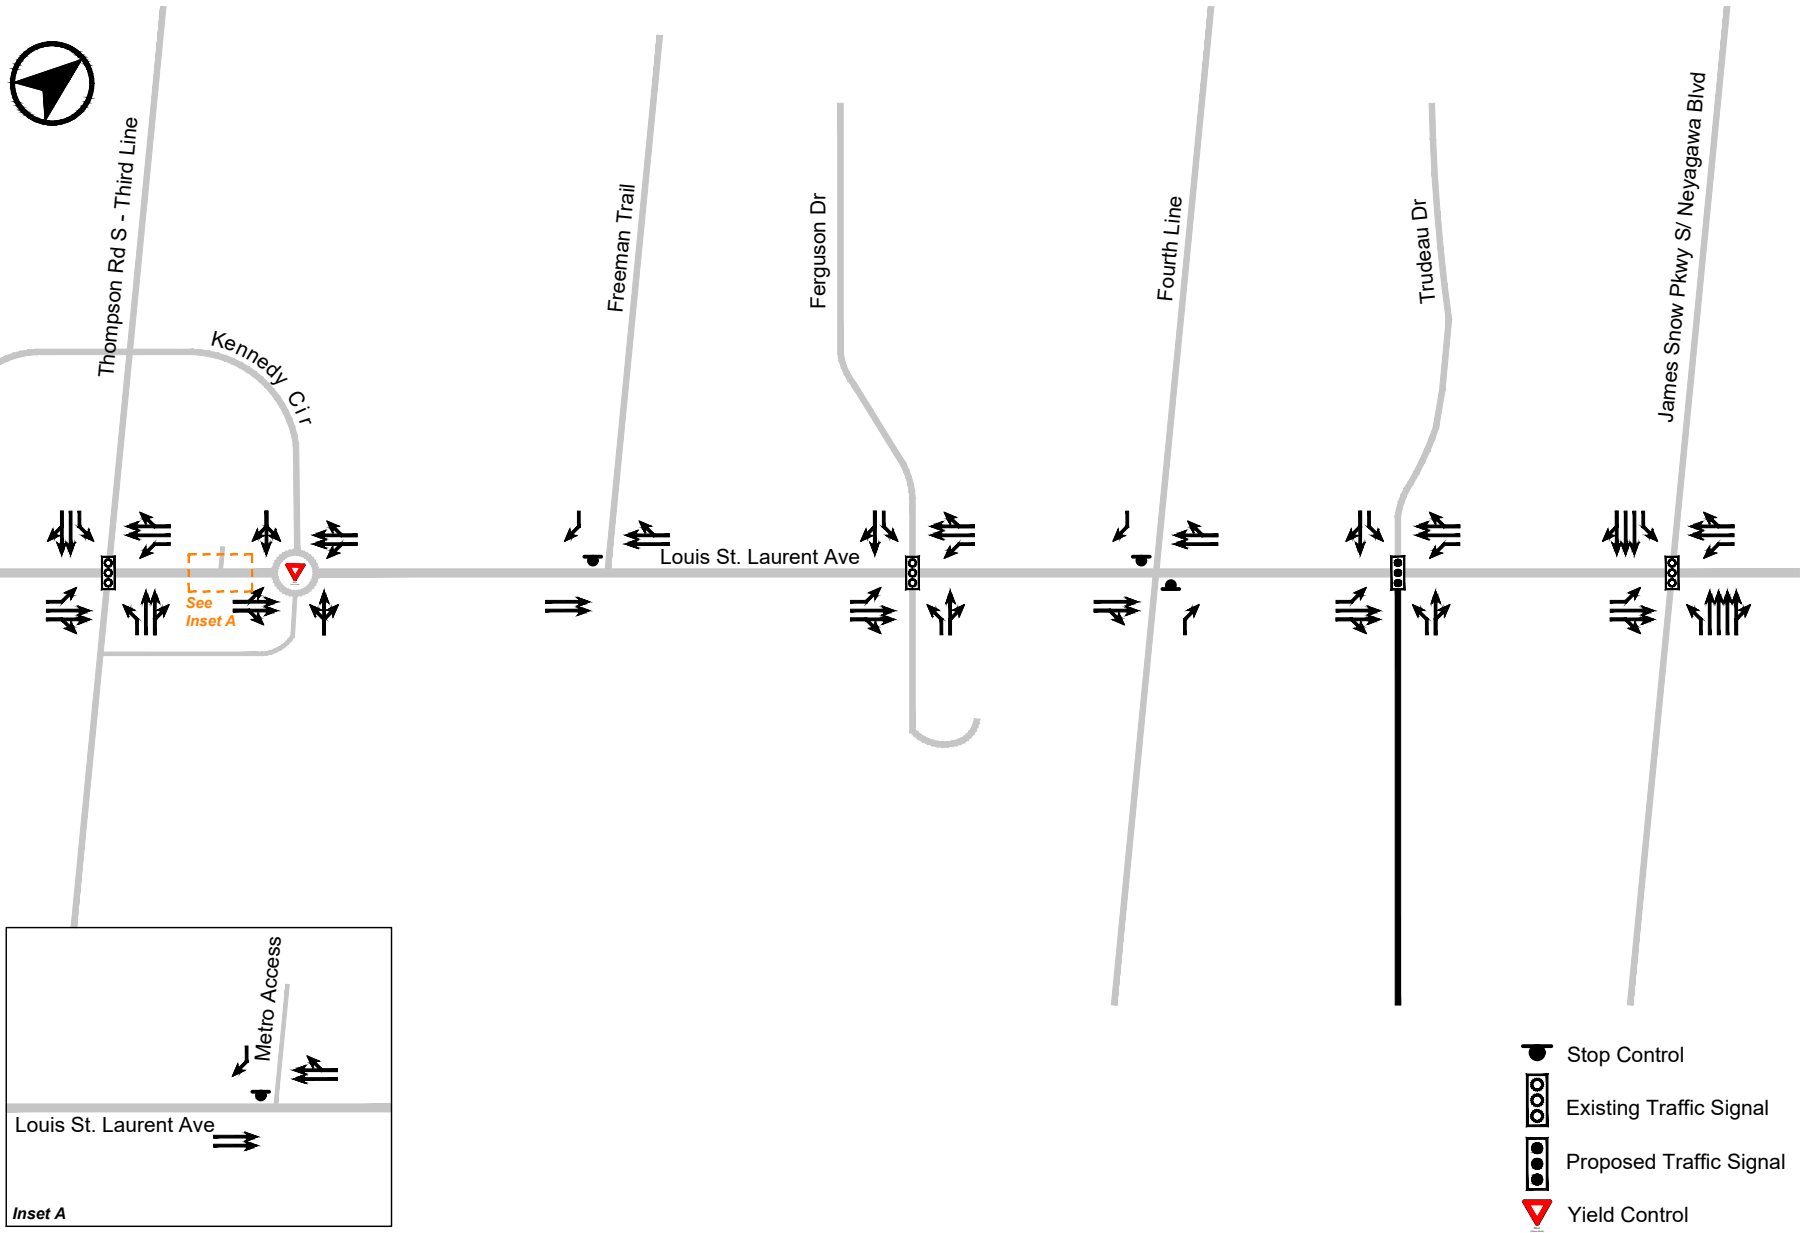 Thompson Rd S - Third Line
Kennedy Cir
Freeman Trail
Ferguson Dr
Fourth Line
Trudeau Dr
James Snow Pkwy S/ Neyagawa Blvd
Louis St. Laurent Ave
See
Inset A
Metro Access
Louis St. Laurent Ave
Inset A
Stop Control
Existing Traffic Signal
Proposed Traffic Signal
Yield Control